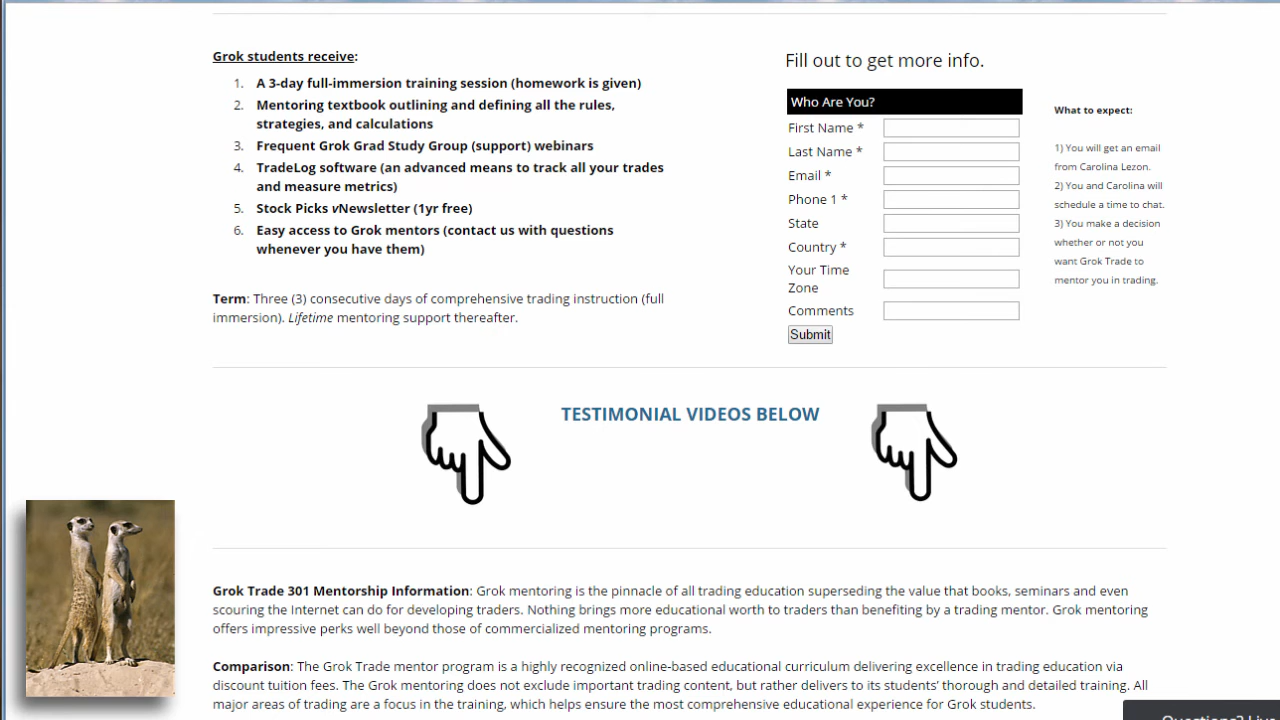 Grok students receive:
1. A 3-day full-immersion training session (homework is given)
2. Mentoring textbook outlining and defining all the rules,
strategies, and calculations
3. Frequent Grok Grad Study Group (support) webinars
4. TradeLog software (an advanced means to track all your trades
and measure metrics)
5. Stock Picks vNewsletter (1yr free)
6. Easy access to Grok mentors (contact us with questions
whenever you have them)
Term: Three (3) consecutive days of comprehensive trading instruction (full
immersion). Lifetime mentoring support thereafter.
Fill out to get more info.
Who Are You?
First Name *
Last Name *
Email *
Phone 1 *
State
Country *
Your Time
Zone
Comments
Submit
What to expect:
1) You will get an email
from Carolina Lezon.
2) You and Carolina will
schedule a time to chat.
3) You make a decision
whether or not you
want Grok Trade to
mentor you in trading.
TESTIMONIAL VIDEOS BELOW
Grok Trade 301 Mentorship Information: Grok mentoring is the pinnacle of all trading education superseding the value that books, seminars and even
scouring the Internet can do for developing traders. Nothing brings more educational worth to traders than benefiting by a trading mentor. Grok mentoring
offers impressive perks well beyond those of commercialized mentoring programs.
Comparison: The Grok Trade mentor program is a highly recognized online-based educational curriculum delivering excellence in trading education via
discount tuition fees. The Grok mentoring does not exclude important trading content, but rather delivers to its students' thorough and detailed training. All
major areas of trading are a focus in the training, which helps ensure the most comprehensive educational experience for Grok students.